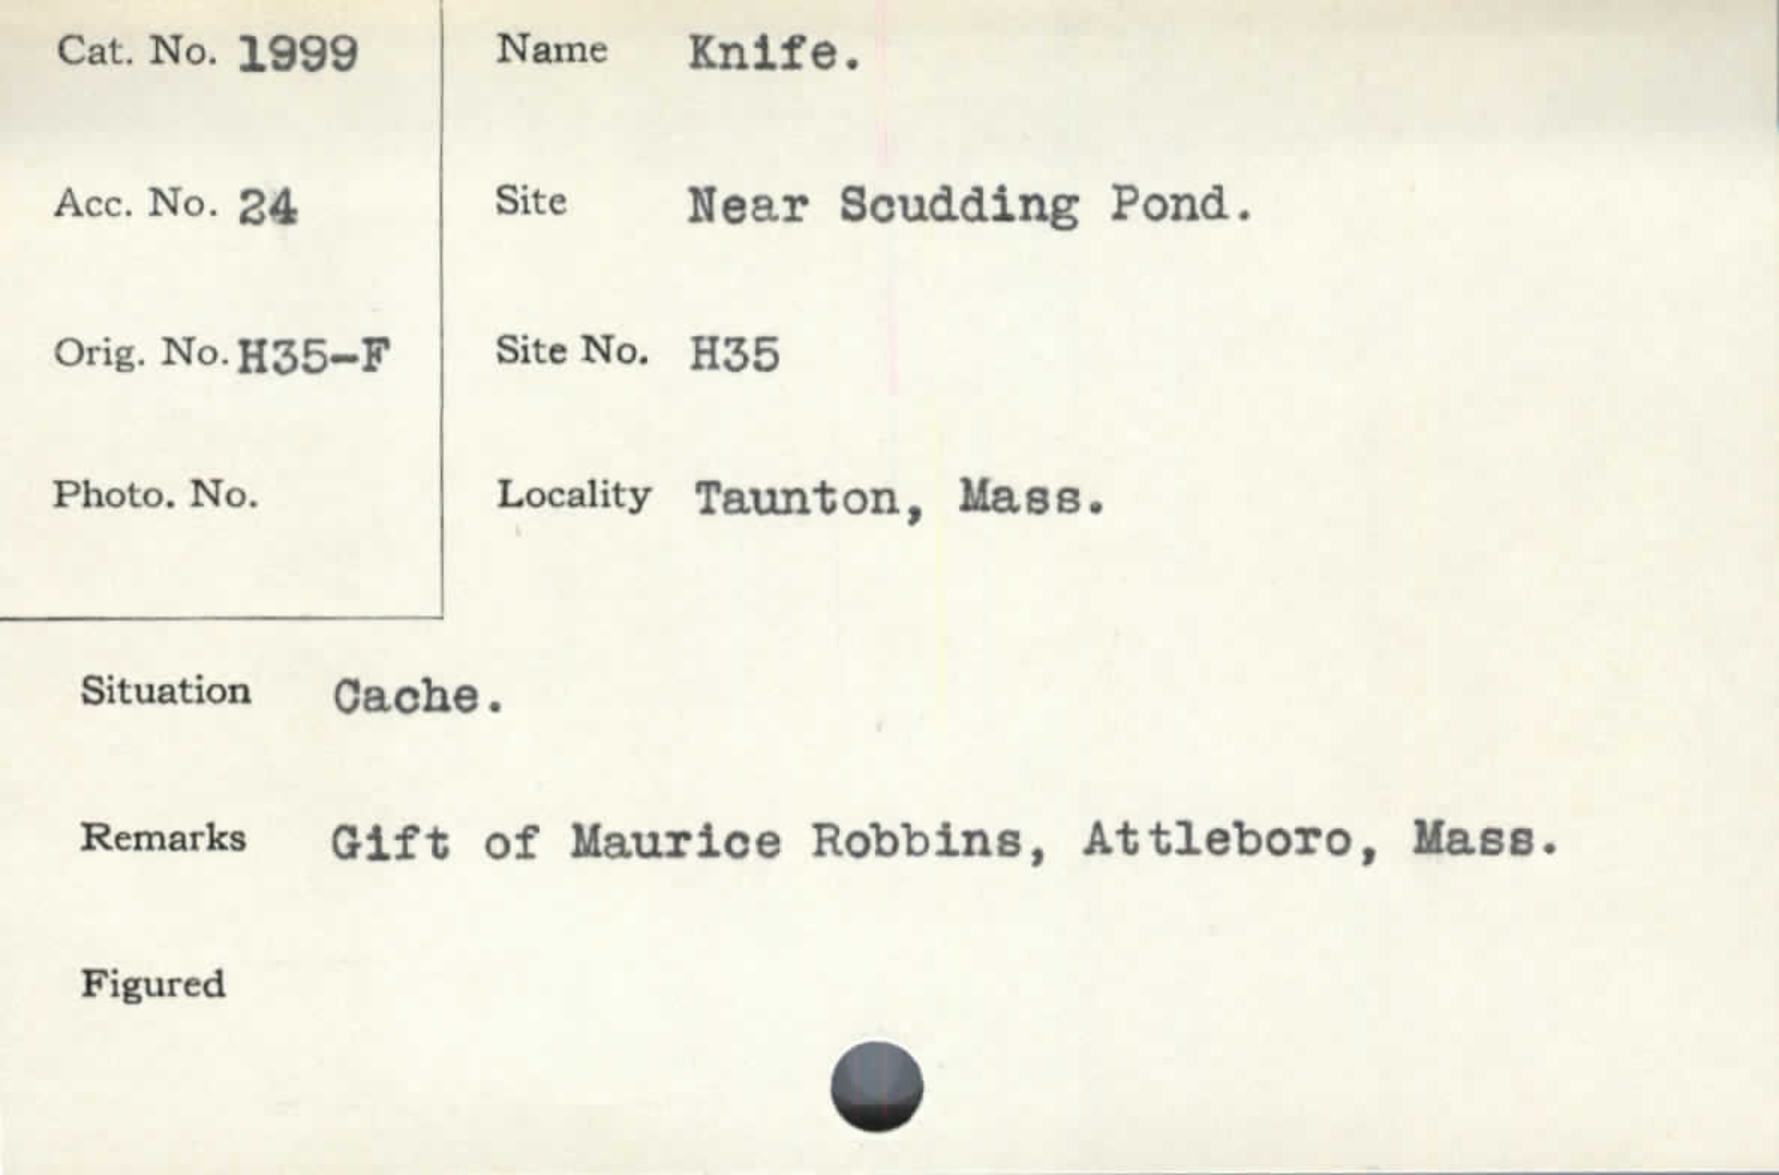 Cat. No. 1999
Acc. No. 24
Orig. No. H35-F
Photo. No.
Name Knife.
Site Near Scudding Pond.
Site No. H35
Locality Taunton, Mass.
Situation Cache.
Remarks Gift of Maurice Robbins, Attleboro, Mass.
Figured